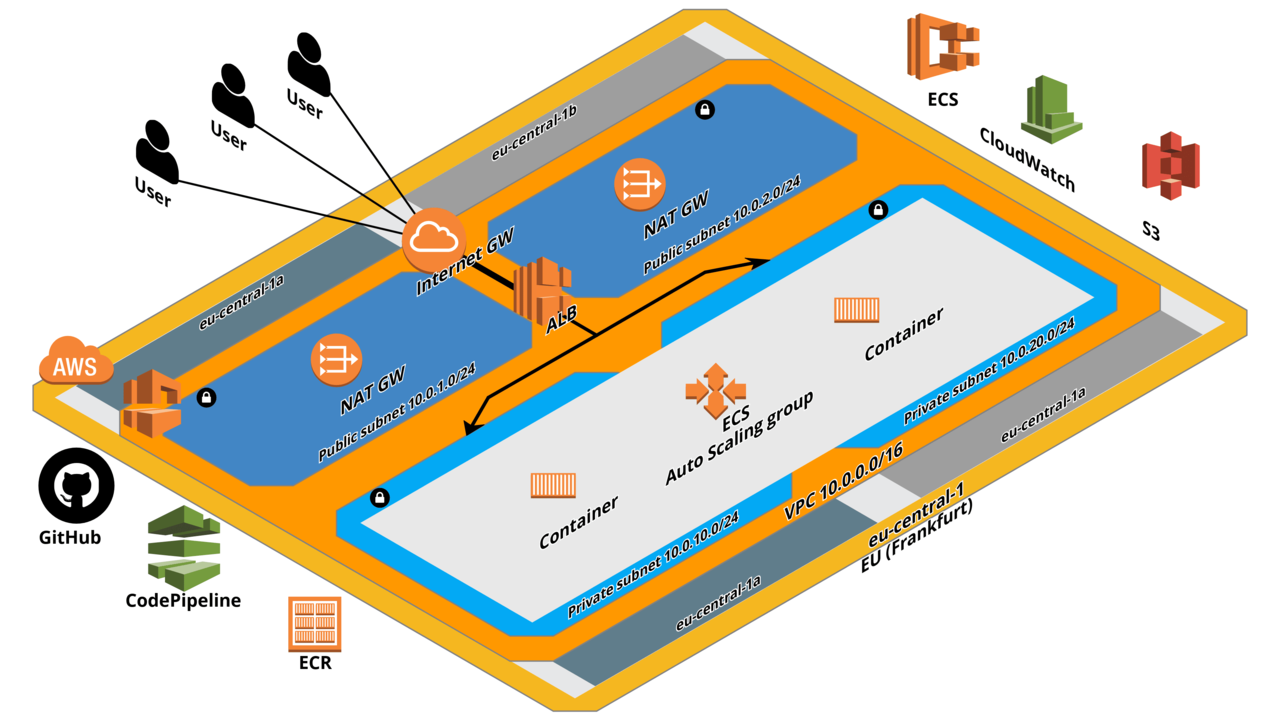 User
User
User
ECS
CloudWatch
S3
eu-central-1b
NAT GW
Public subnet 10.0.2.0/24
Internet GW
eu-central-1a
ALB
AWS
NAT GW
Public subnet 10.0.1.0/24
Container
Private subnet 10.0.20.0/24
eu-central-1a
ECS
Auto Scaling group
Container
VPC 10.0.0.0/16
Private subnet 10.0.10.0/24
eu-central-1
EU (Frankfurt)
eu-central-1a
GitHub
CodePipeline
ECR